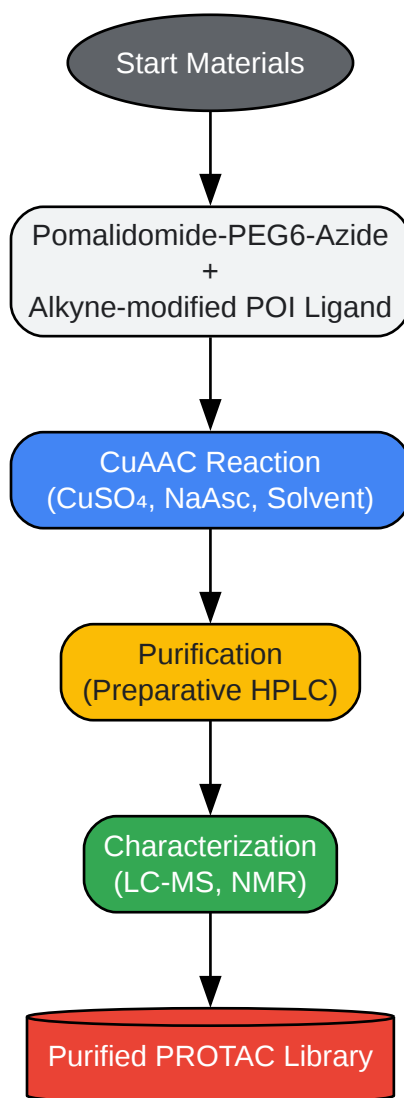 Start Materials
Pomalidomide-PEG6-Azide
+
Alkyne-modified POI Ligand
CuAAC Reaction
(CuSO₄, NaAsc, Solvent)
Purification
(Preparative HPLC)
Characterization
(LC-MS, NMR)
Purified PROTAC Library